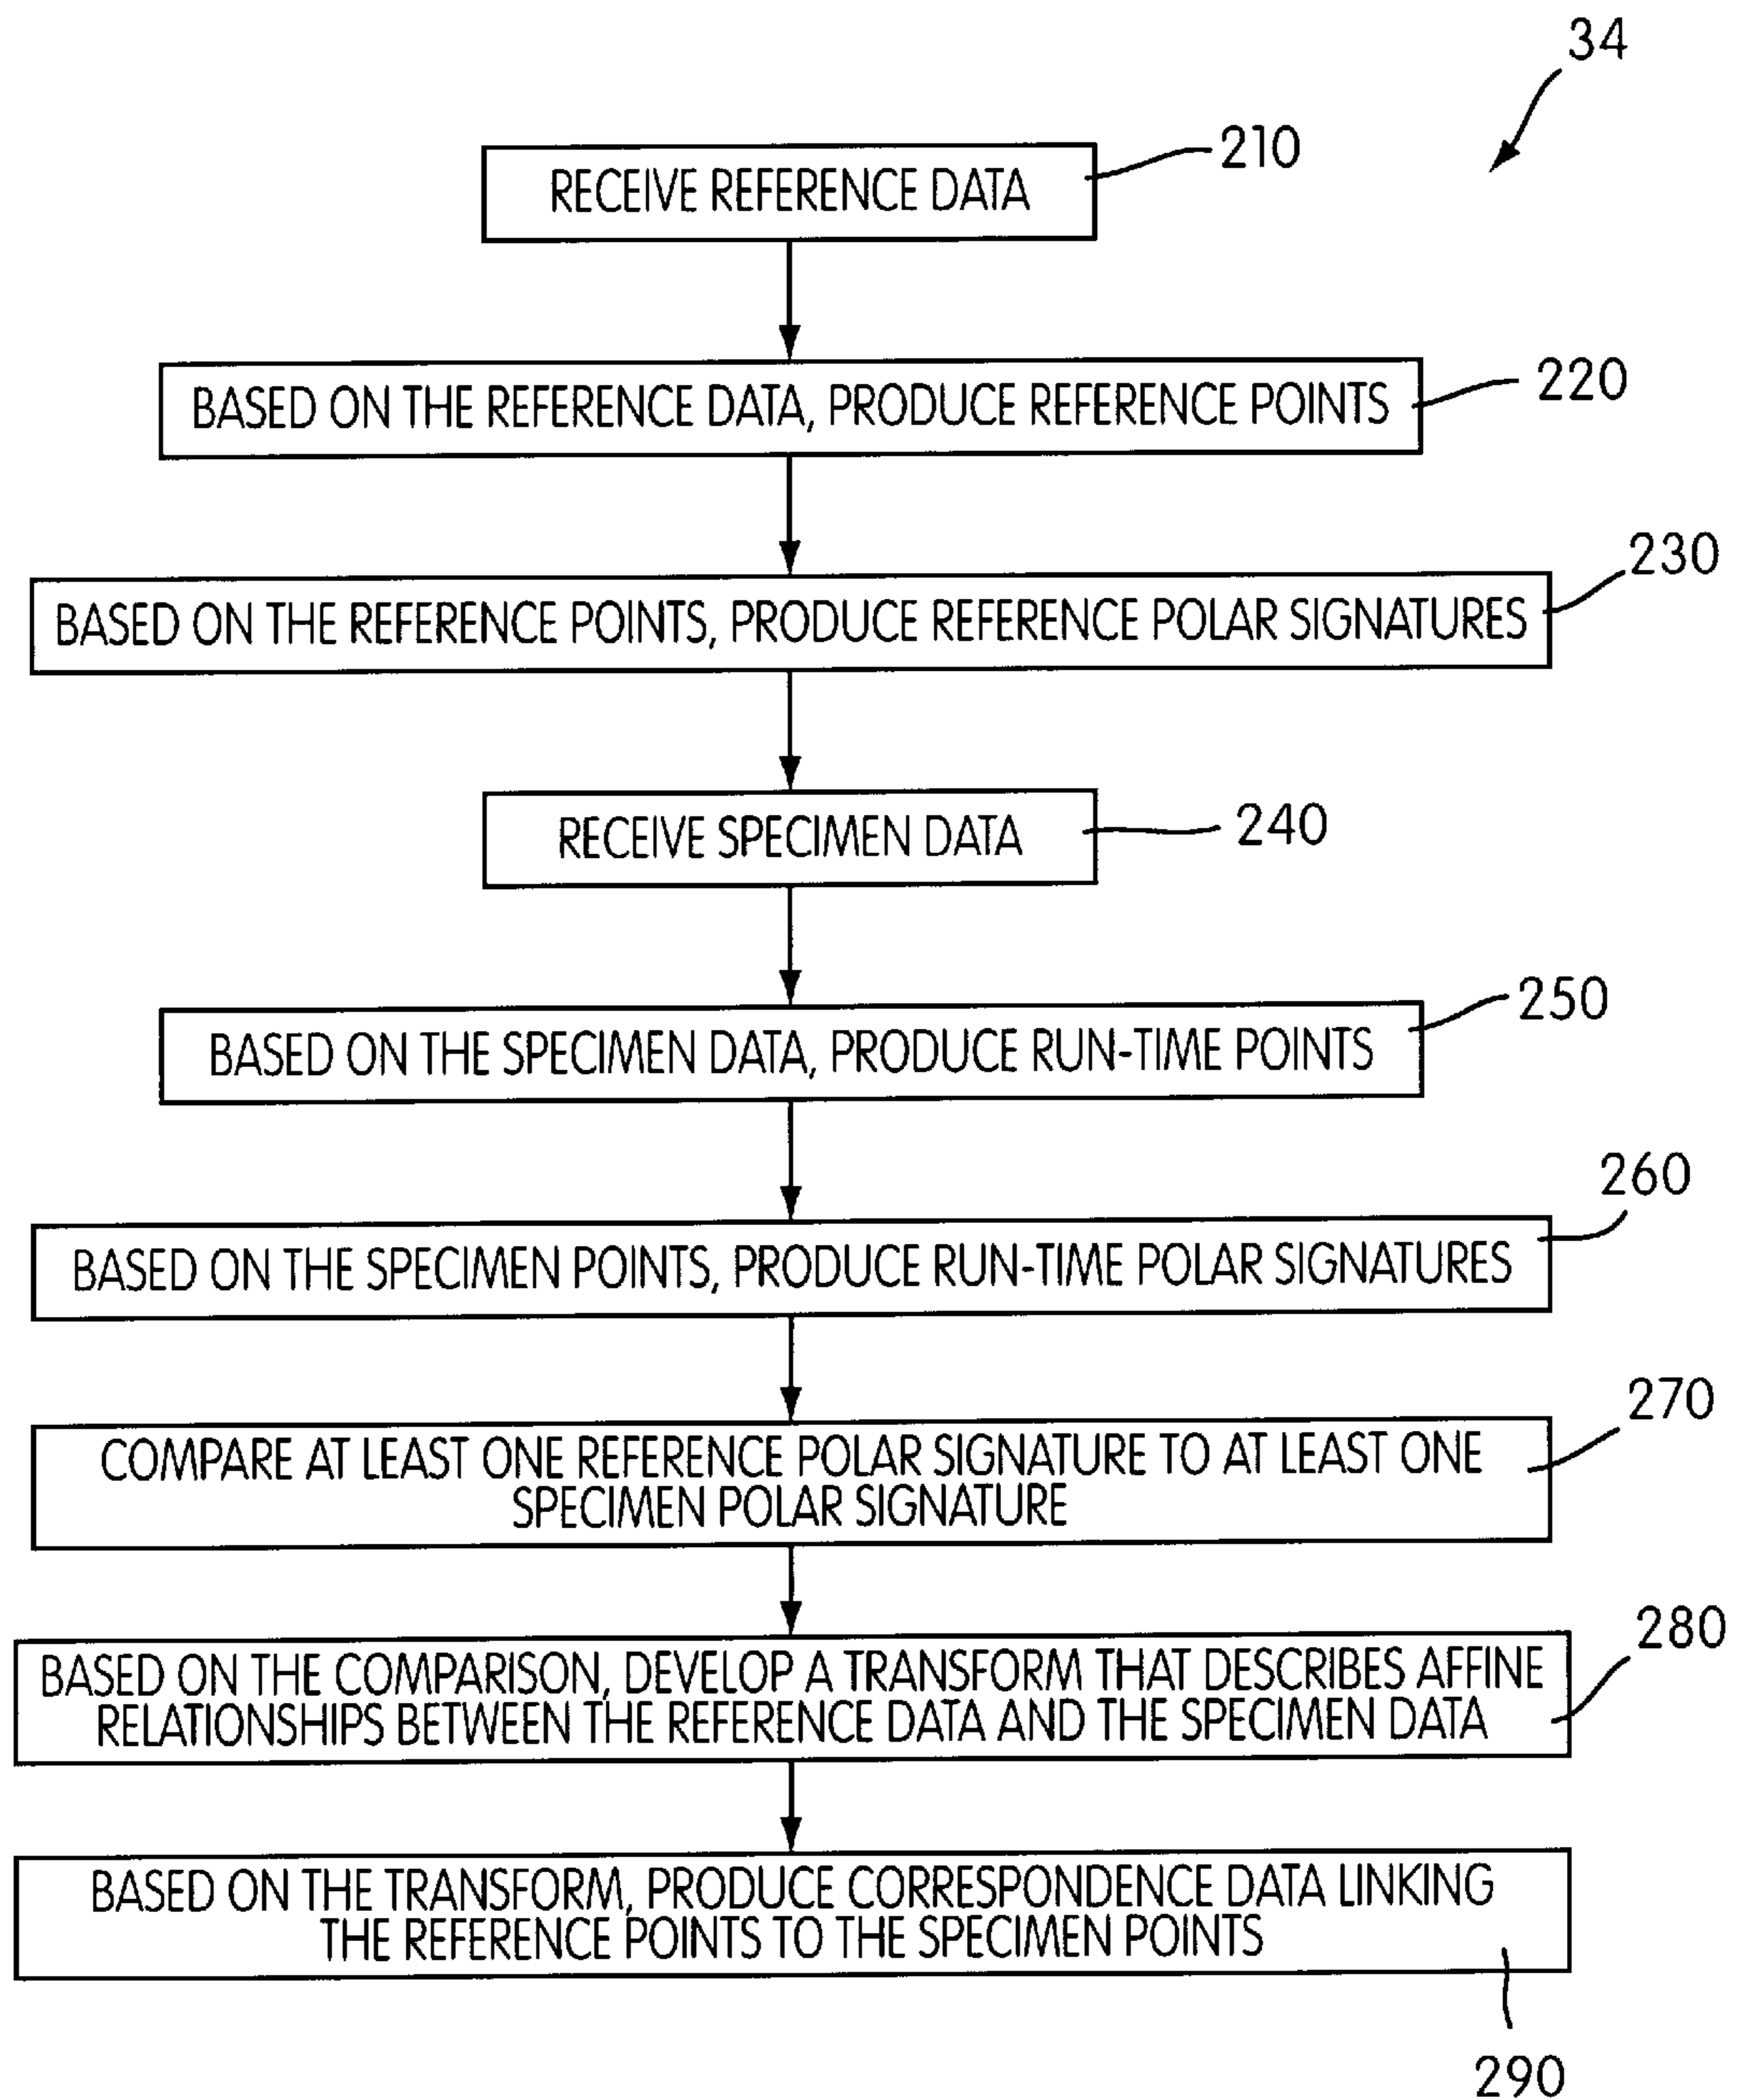 34
210
RECEIVE REFERENCE DATA
220
BASED ON THE REFERENCE DATA, PRODUCE REFERENCE POINTS
230
BASED ON THE REFERENCE POINTS, PRODUCE REFERENCE POLAR SIGNATURES
240
RECEIVE SPECIMEN DATA
250
BASED ON THE SPECIMEN DATA, PRODUCE RUN-TIME POINTS
260
BASED ON THE SPECIMEN POINTS, PRODUCE RUN-TIME POLAR SIGNATURES
270
COMPARE AT LEAST ONE REFERENCE POLAR SIGNATURE TO AT LEAST ONE
SPECIMEN POLAR SIGNATURE
280
BASED ON THE COMPARISON, DEVELOP A TRANSFORM THAT DESCRIBES AFFINE
RELATIONSHIPS BETWEEN THE REFERENCE DATA AND THE SPECIMEN DATA
BASED ON THE TRANSFORM, PRODUCE CORRESPONDENCE DATA LINKING
THE REFERENCE POINTS TO THE SPECIMEN POINTS
290